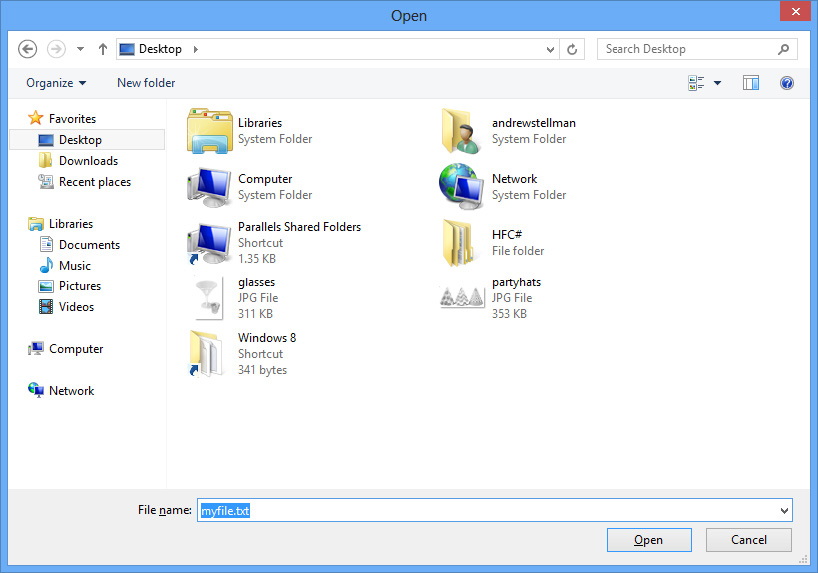 Open
Desktop
Search Desktop
Organize
New folder
Favorites
Desktop
Downloads
Recent places
Libraries
Documents
Music
Pictures
Videos
Computer
Network
Libraries
System Folder
andrewstellman
System Folder
Computer
System Folder
Network
System Folder
Parallels Shared Folders
Shortcut
1.35 KB
HFC#
File folder
glasses
JPG File
311 KB
partyhats
JPG File
353 KB
Windows 8
Shortcut
341 bytes
File name:
myfile.txt
Open
Cancel